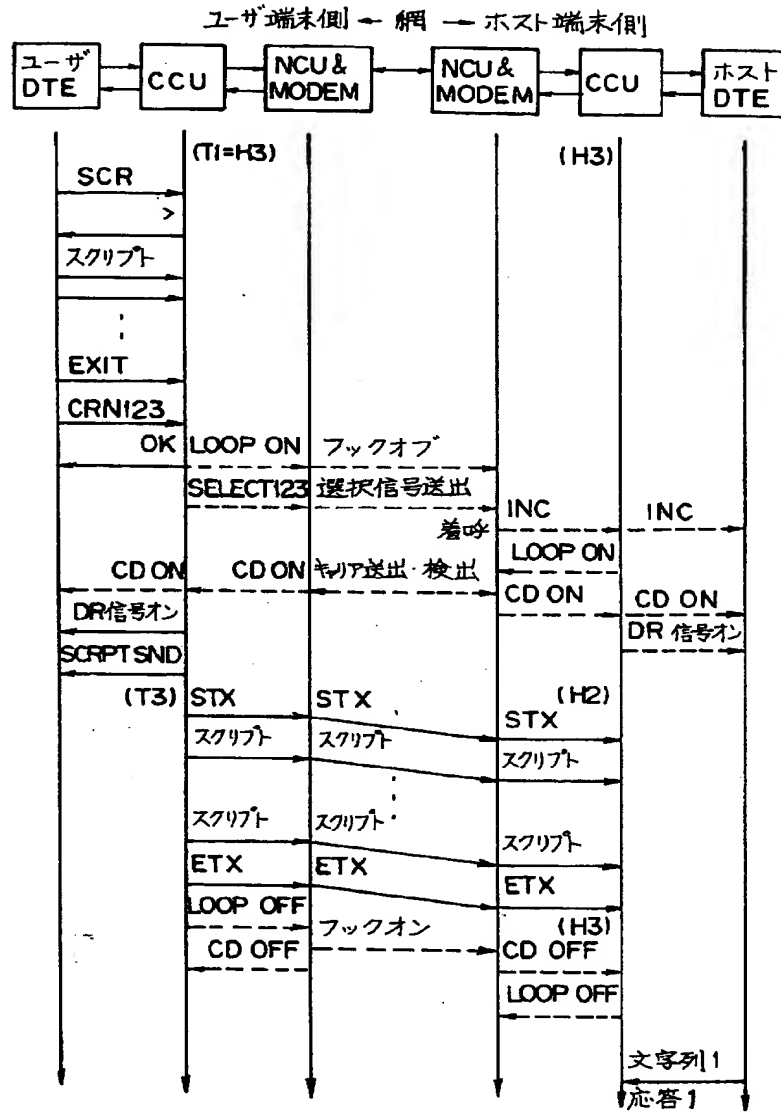 ユーザ端末側 ← 網 → ホスト端末側
ユーザ DTE
CCU
NCU & MODEM
NCU & MODEM
CCU
ホスト DTE
(T1=H3) (H3)
SCR
>
スクリプト
EXIT
CRN123
OK LOOP ON フックオブ
SELECT123 選択信号送出
INC INC
着呼
LOOP ON
CD ON CD ON キャリア送出・検出
CD ON CD ON
DR信号オン
DR 信号オン
SCRPT SND
(T3) STX STX (H2)
STX
スクリプト スクリプト
スクリプト
スクリプト スクリプト
スクリプト
ETX ETX
ETX
LOOP OFF
フックオン (H3)
CD OFF CD OFF
LOOP OFF
文字列1
応答1